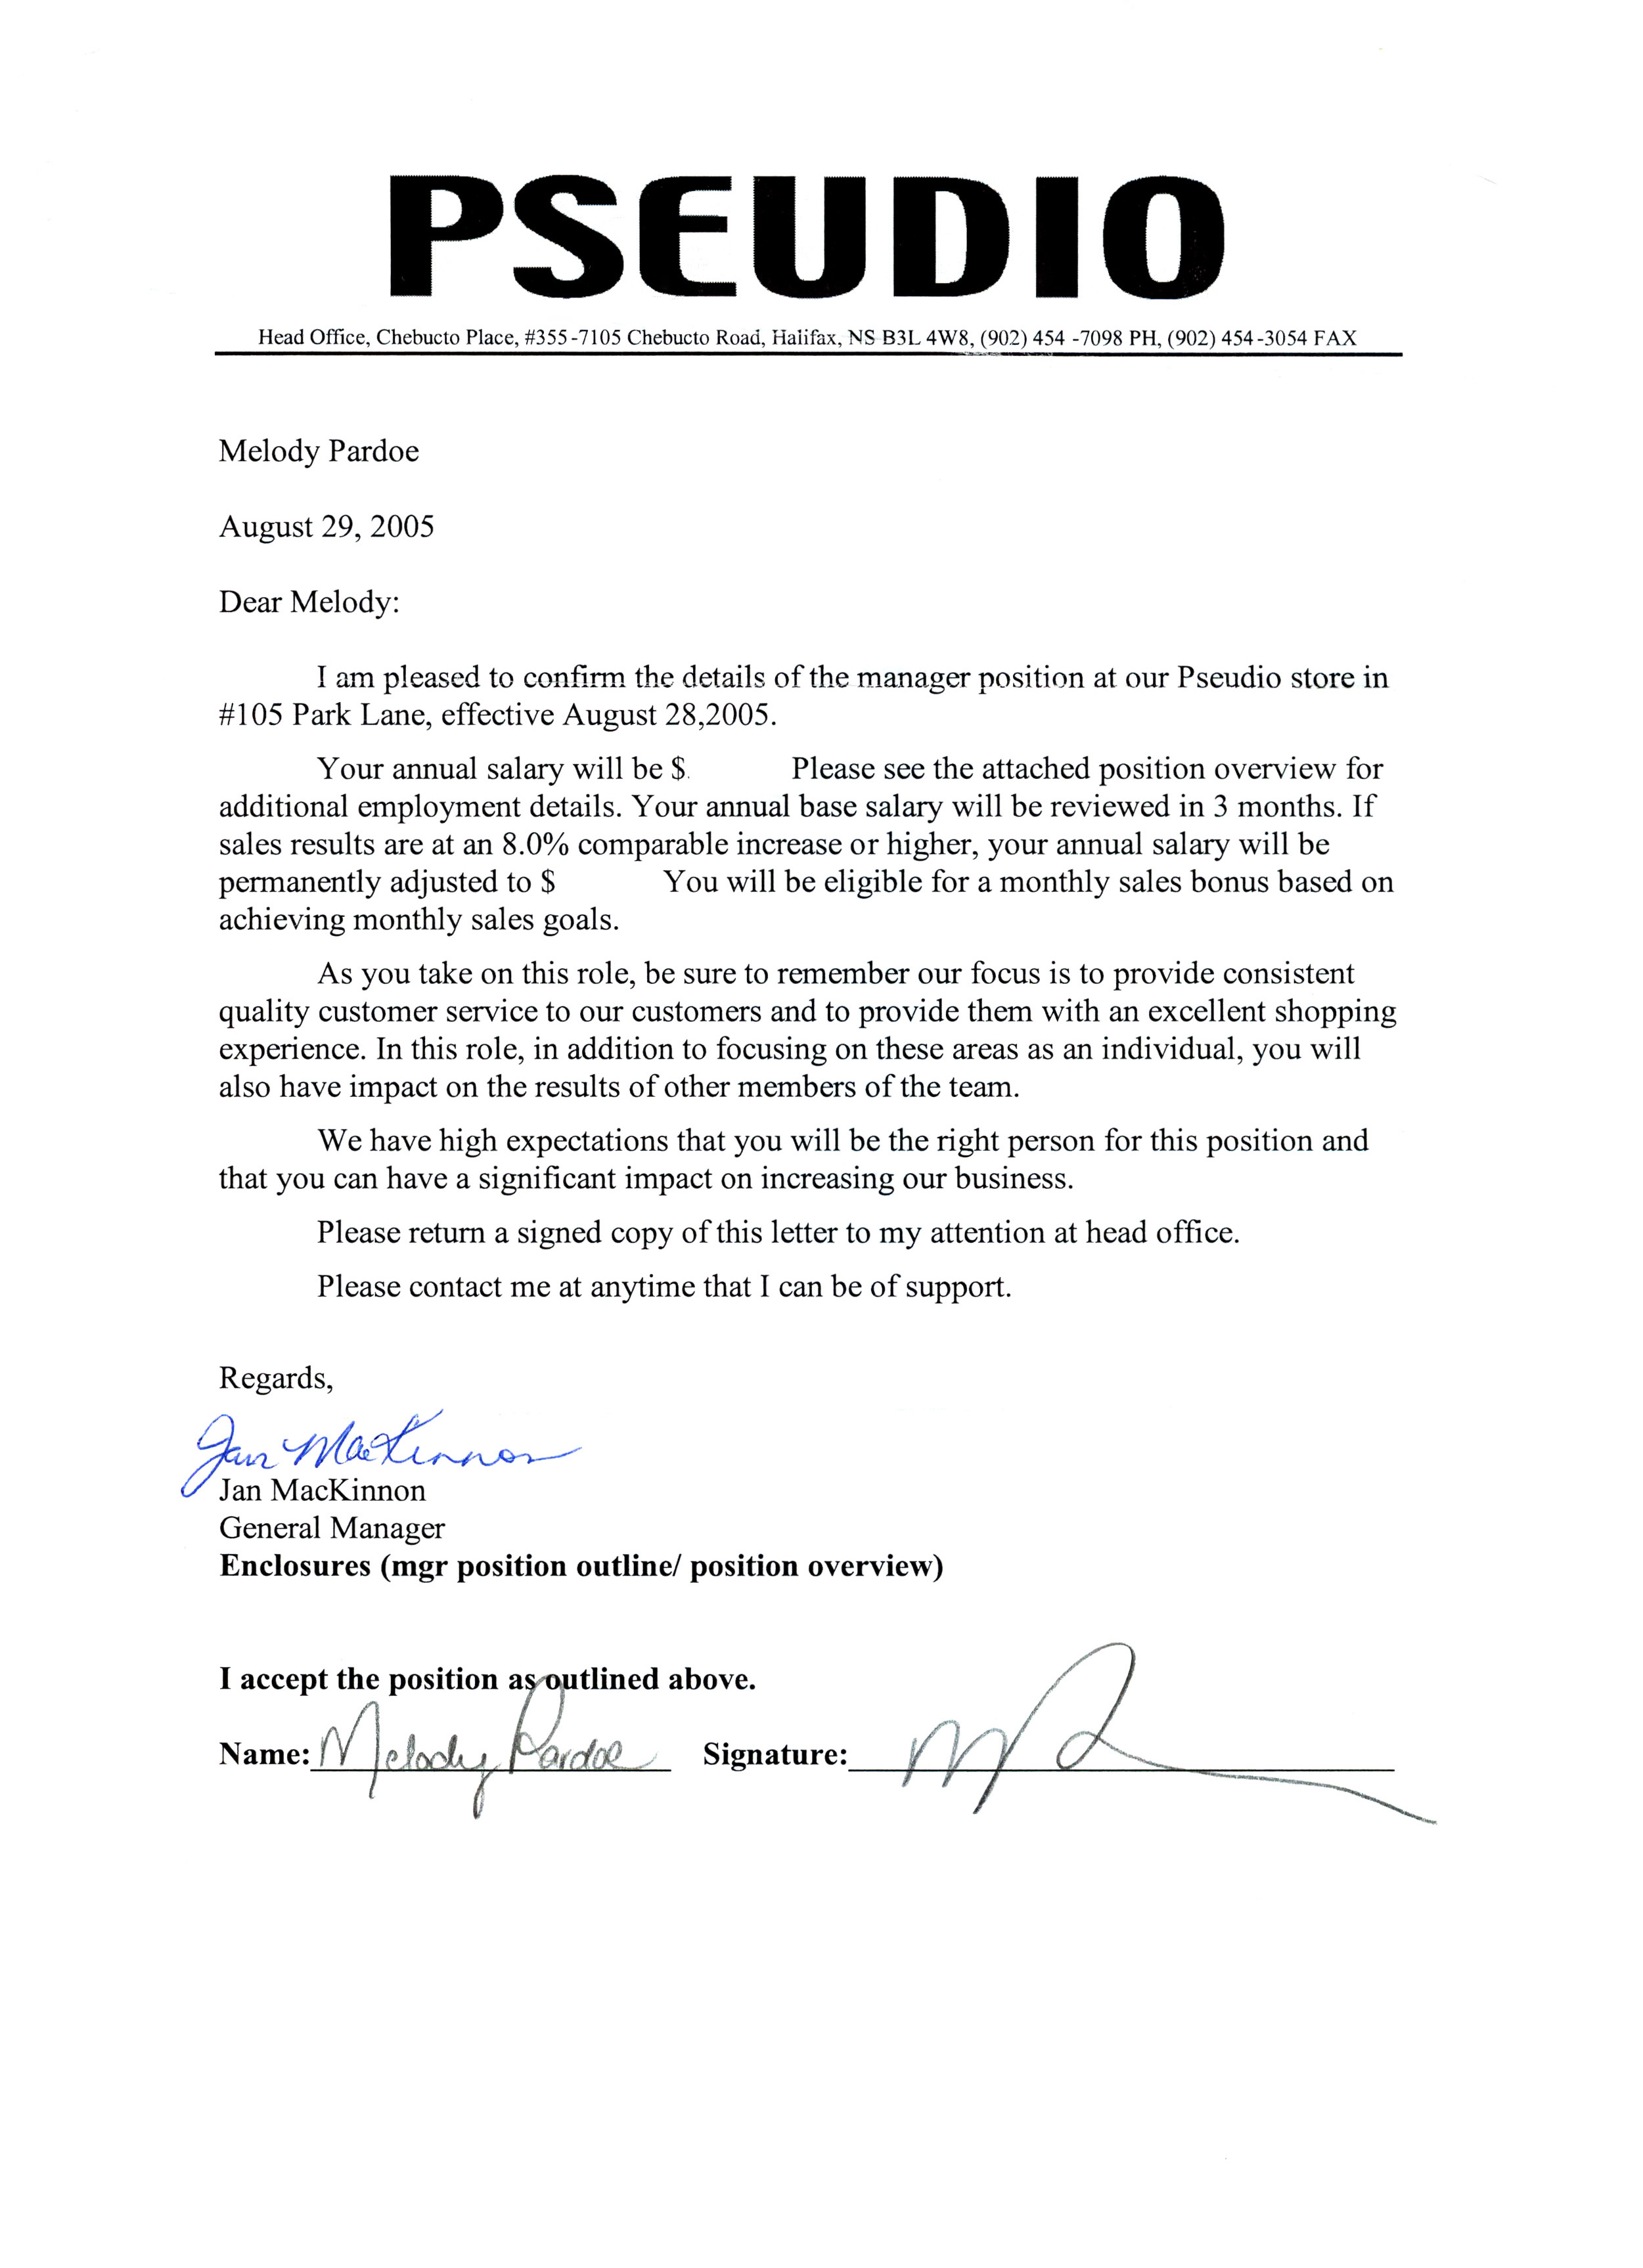 PSEUDIO
Head Office, Chebucto Place, #355-7105 Chebucto Road, Halifax, NS B3L 4W8, (902) 454 -7098 PH, (902) 454-3054 FAX
Melody Pardoe
August 29, 2005
Dear Melody:
I am pleased to confirm the details of the manager position at our Pseudio store in
#105 Park Lane, effective August 28,2005.
Your annual salary will be $ Please see the attached position overview for
additional employment details. Your annual base salary will be reviewed in 3 months. If
sales results are at an 8.0% comparable increase or higher, your annual salary will be
permanently adjusted to $ You will be eligible for a monthly sales bonus based on
achieving monthly sales goals.
As you take on this role, be sure to remember our focus is to provide consistent
quality customer service to our customers and to provide them with an excellent shopping
experience. In this role, in addition to focusing on these areas as an individual, you will
also have impact on the results of other members of the team.
We have high expectations that you will be the right person for this position and
that you can have a significant impact on increasing our business.
Please return a signed copy of this letter to my attention at head office.
Please contact me at anytime that I can be of support.
Regards,
Jan MacKinnon
Jan MacKinnon
General Manager
Enclosures (mgr position outline/ position overview)
I accept the position as outlined above.
Name: Melody Pardoe Signature: